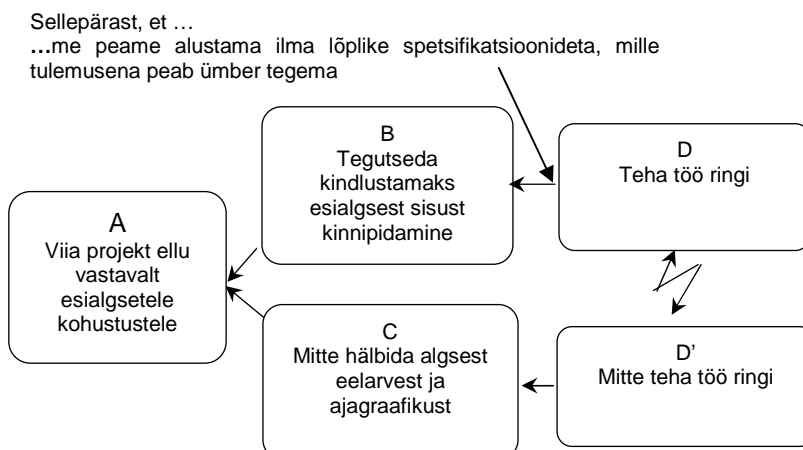 Sellepärast, et …
…me peame alustama ilma lõplike spetsifikatsioonideta, mille
tulemusena peab ümber tegema
B
Tegutseda
kindlustamaks
esialgsest sisust
kinnipidamine
D
Teha töö ringi
A
Viia projekt ellu
vastavalt
esialgsetele
kohustustele
C
Mitte hälbida algsest
eelarvest ja
ajagraafikust
D’
Mitte teha töö ringi